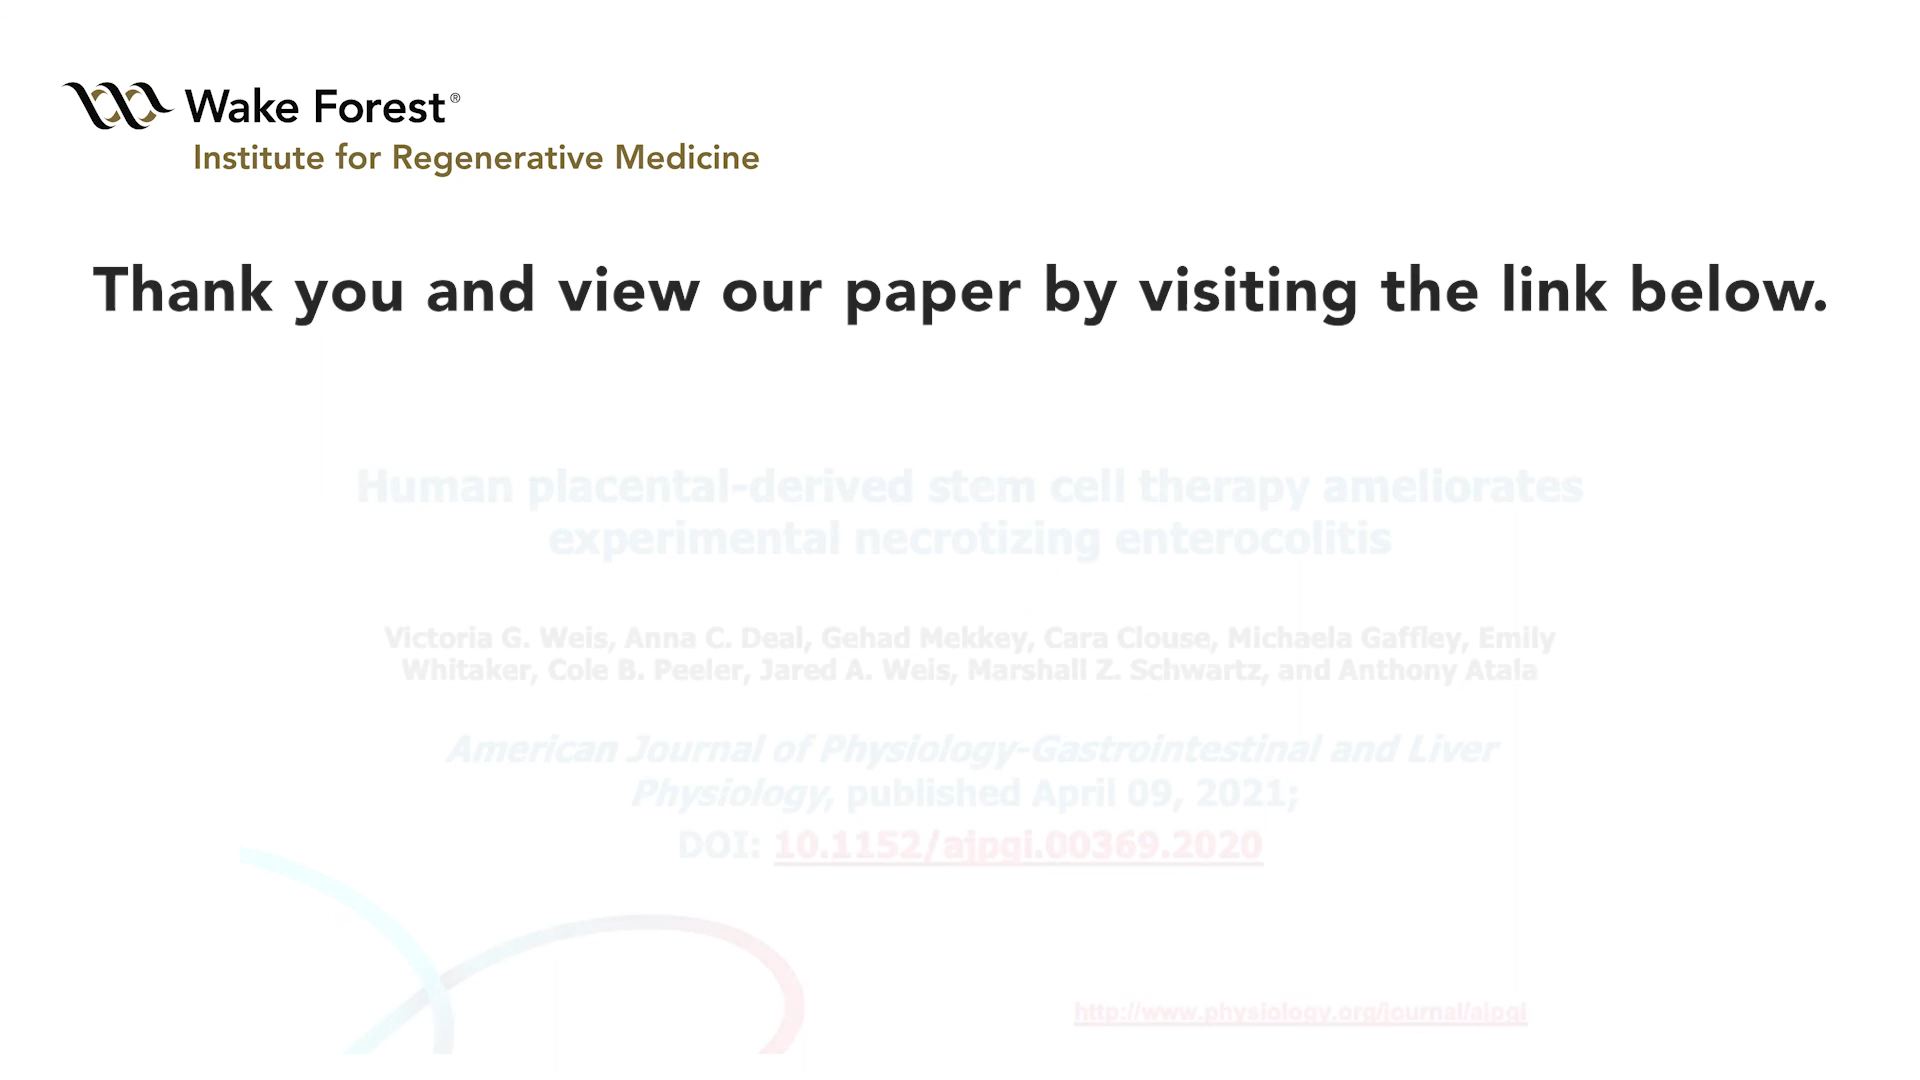 Wake Forest®
Institute for Regenerative Medicine
Thank you and view our paper by visiting the link below.
Human placental-derived stem cell therapy ameliorates
experimental necrotizing enterocolitis
Victoria G. Weis, Anna C. Deal, Gehad Mekkey, Cara Clouse, Michaela Gaffley, Emily
Whitaker, Cole B. Peeler, Jared A. Weis, Marshall Z. Schwartz, and Anthony Atala
American Journal of Physiology-Gastrointestinal and Liver
Physiology, published April 09, 2021;
DOI: 10.1152/ajpgi.00369.2020
http://www.physiology.org/journal/ajpgi